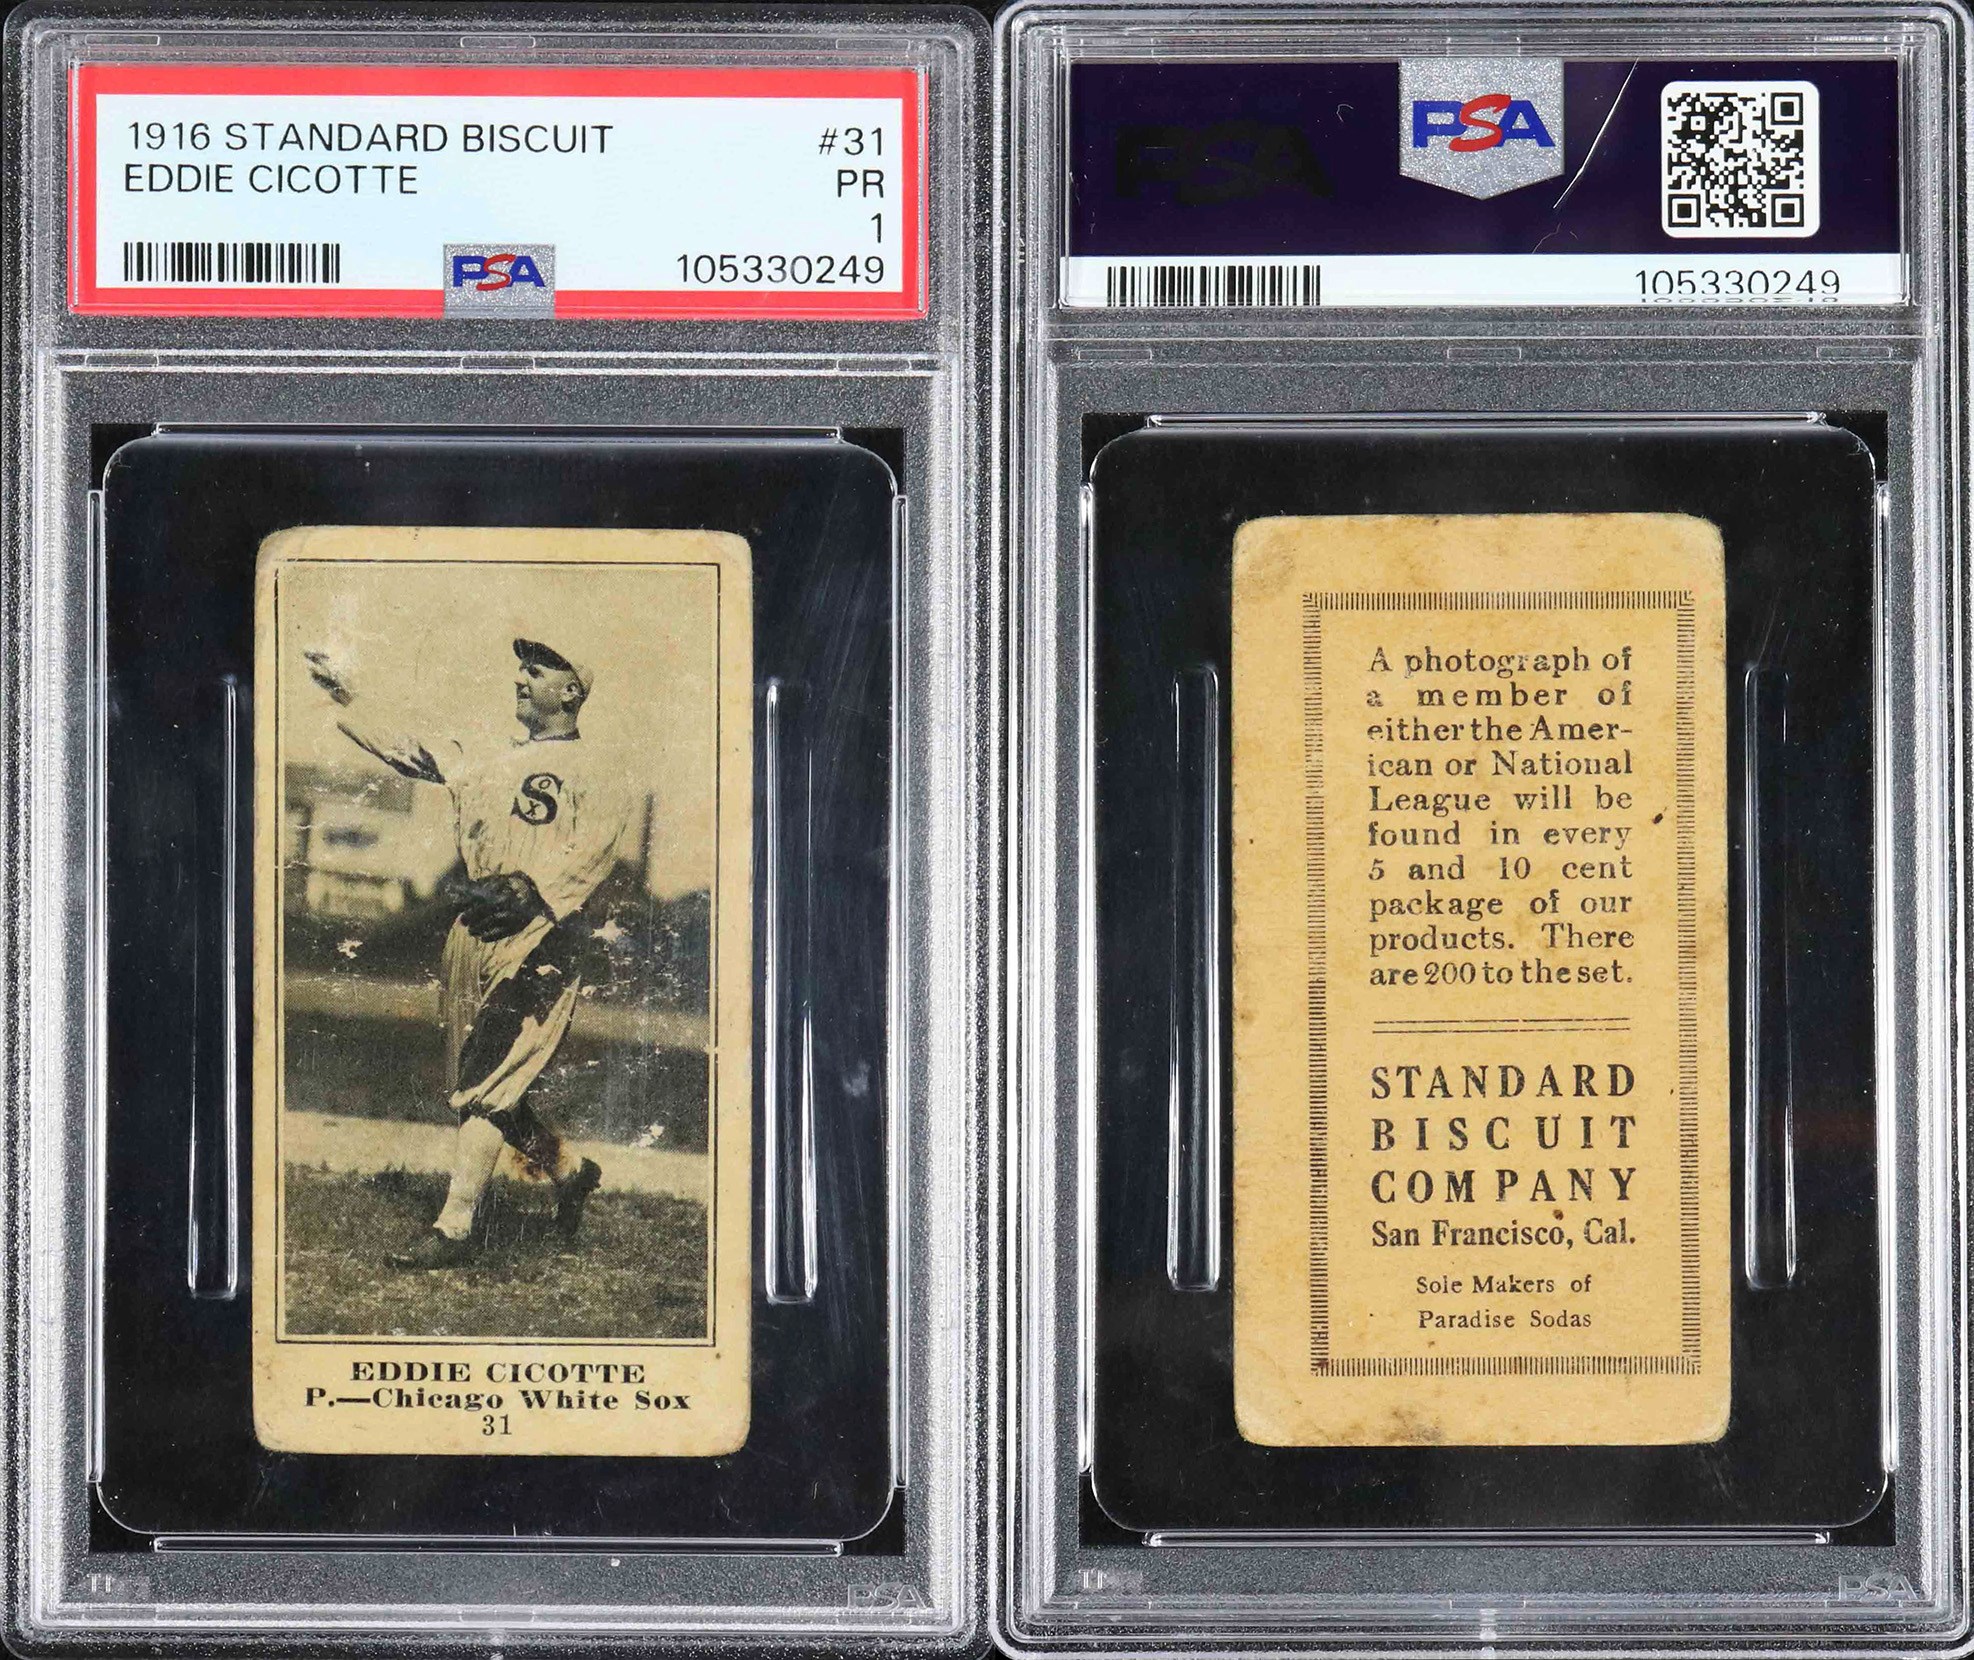 1916 STANDARD BISCUIT #31
EDDIE CICOTTE PR
1
PSA 105330249
S
OX
EDDIE CICOTTE
P.—Chicago White Sox
31
PSA
PSA
PSA
105330249
A photograph of
a member of
either the Amer-
ican or National
League will be
found in every
5 and 10 cent
package of our
products. There
are 200 to the set.
STANDARD
BISCUIT
COMPANY
San Francisco, Cal.
Sole Makers of
Paradise Sodas
PSA